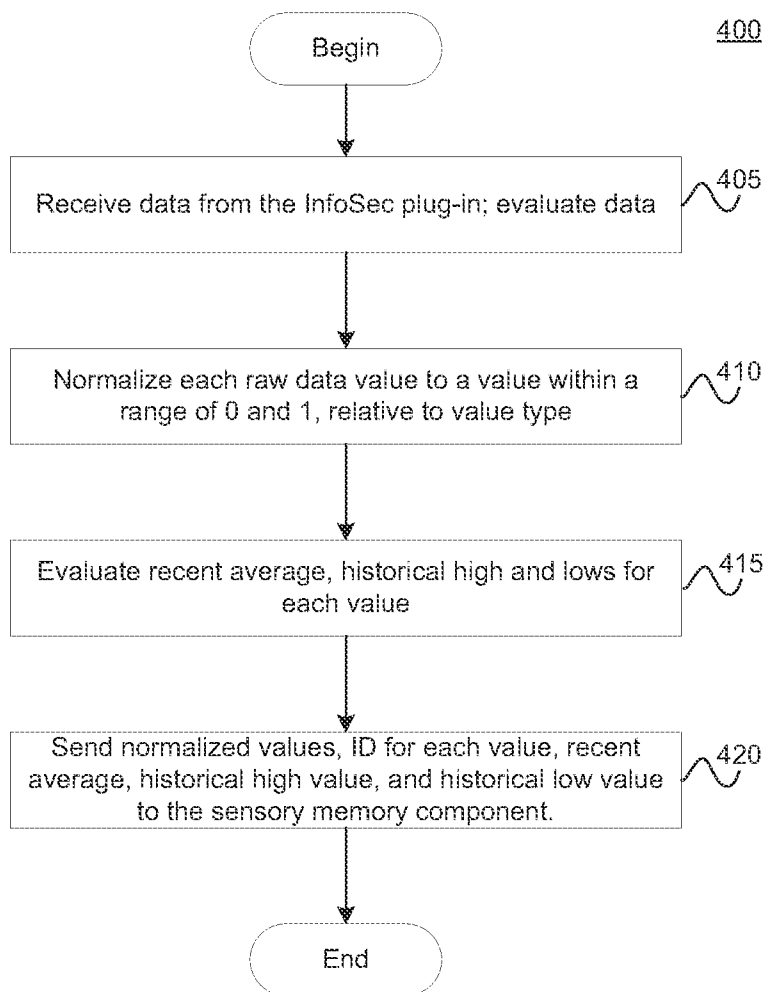 400
Begin
Receive data from the InfoSec plug-in; evaluate data
405
Normalize each raw data value to a value within a
range of 0 and 1, relative to value type
410
Evaluate recent average, historical high and lows for
each value
415
Send normalized values, ID for each value, recent
average, historical high value, and historical low value
to the sensory memory component.
420
End